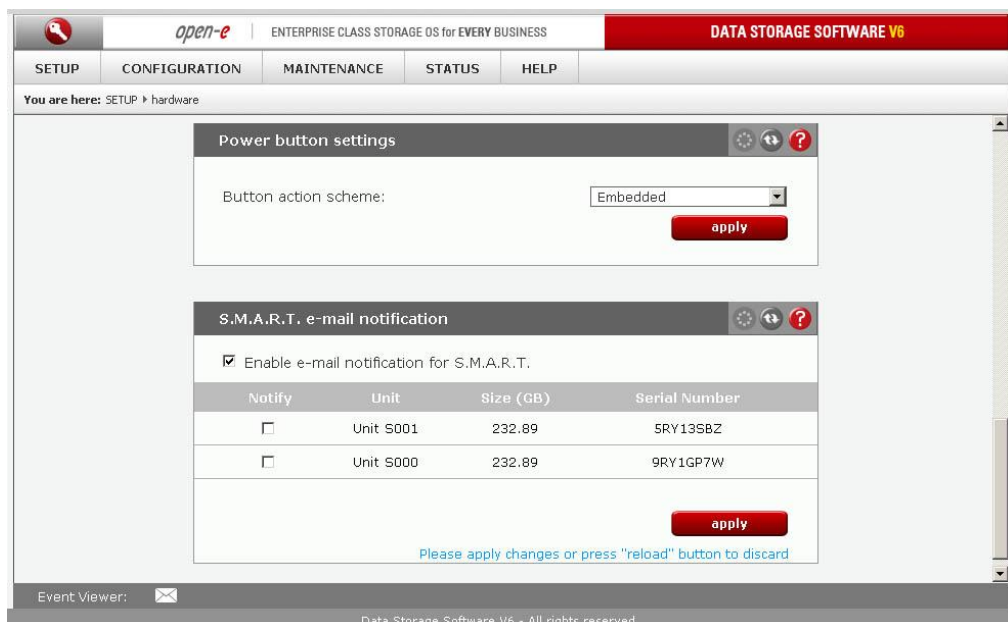 open-e ENTERPRISE CLASS STORAGE OS for EVERY BUSINESS DATA STORAGE SOFTWARE V6
SETUP CONFIGURATION MAINTENANCE STATUS HELP
You are here: SETUP hardware
Power button settings ?
Button action scheme: Embedded
apply
S.M.A.R.T. e-mail notification ?
Enable e-mail notification for S.M.A.R.T.
Notify Unit Size (GB) Serial Number
Unit S001 232.89 5RY13SBZ
Unit S000 232.89 9RY1GP7W
apply
Please apply changes or press "reload" button to discard
Event Viewer:
Data Storage Software V6 - All rights reserved